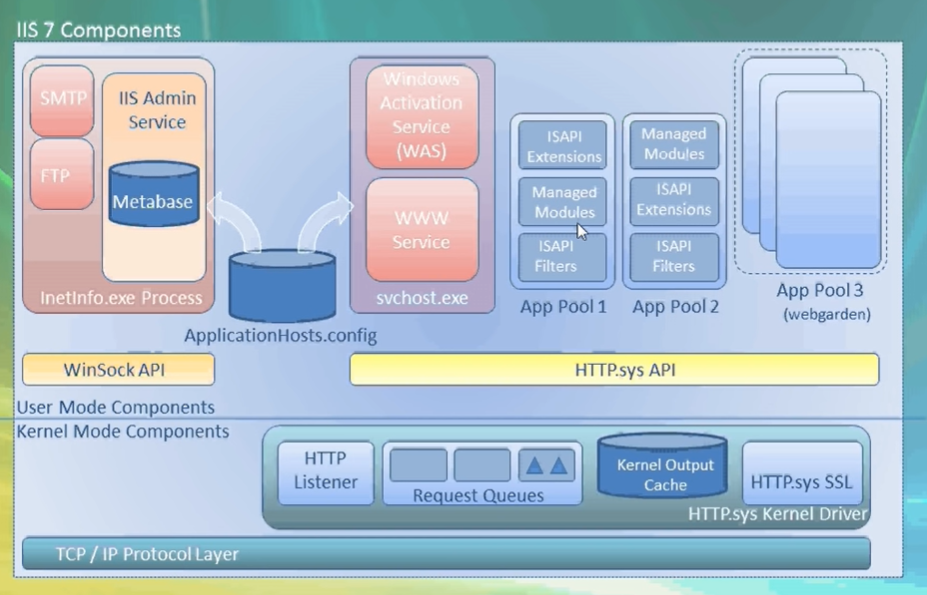 IIS 7 Components
SMTP
FTP
IIS Admin
Service
Metabase
InetInfo.exe Process
ApplicationHosts.config
Windows
Activation
Service
(WAS)
WWW
Service
svchost.exe
ISAPI
Extensions
Managed
Modules
ISAPI
Filters
App Pool 1
Managed
Modules
ISAPI
Extensions
ISAPI
Filters
App Pool 2
App Pool 3
(webgarden)
WinSock API
HTTP.sys API
User Mode Components
Kernel Mode Components
HTTP
Listener
Request Queues
Kernel Output
Cache
HTTP.sys SSL
HTTP.sys Kernel Driver
TCP / IP Protocol Layer